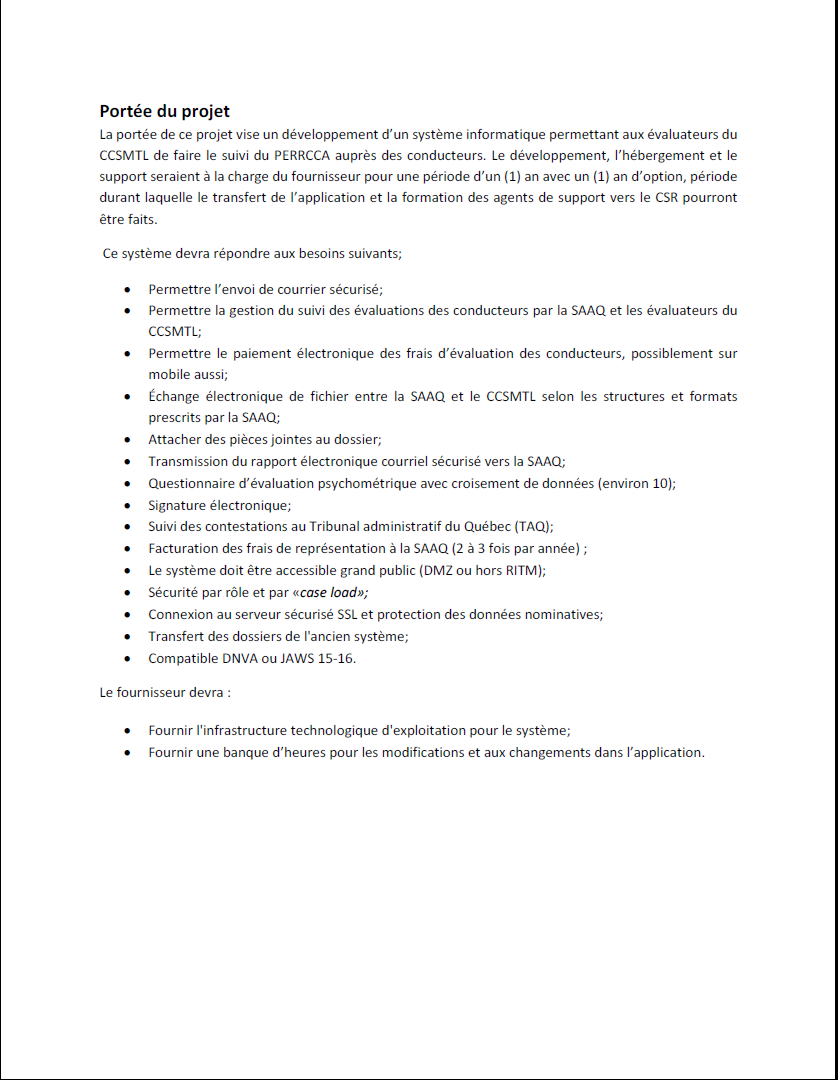 Portée du projet
La portée de ce projet vise un développement d'un système informatique permettant aux évaluateurs du
CCSMTL de faire le suivi du PERRCCA auprès des conducteurs. Le développement, l'hébergement et le
support seraient à la charge du fournisseur pour une période d'un (1) an avec un (1) an d'option, période
durant laquelle le transfert de l'application et la formation des agents de support vers le CSR pourront
être faits.
Ce système devra répondre aux besoins suivants;
• Permettre l'envoi de courrier sécurisé;
• Permettre la gestion du suivi des évaluations des conducteurs par la SAAQ et les évaluateurs du
CCSMTL;
• Permettre le paiement électronique des frais d'évaluation des conducteurs, possiblement sur
mobile aussi;
• Échange électronique de fichier entre la SAAQ et le CCSMTL selon les structures et formats
prescrits par la SAAQ;
• Attacher des pièces jointes au dossier;
• Transmission du rapport électronique courriel sécurisé vers la SAAQ;
• Questionnaire d'évaluation psychométrique avec croisement de données (environ 10);
• Signature électronique;
• Suivi des contestations au Tribunal administratif du Québec (TAQ);
• Facturation des frais de représentation à la SAAQ (2 à 3 fois par année) ;
• Le système doit être accessible grand public (DMZ ou hors RITM);
• Sécurité par rôle et par «case load»;
• Connexion au serveur sécurisé SSL et protection des données nominatives;
• Transfert des dossiers de l'ancien système;
• Compatible DNVA ou JAWS 15-16.
Le fournisseur devra :
• Fournir l'infrastructure technologique d'exploitation pour le système;
• Fournir une banque d'heures pour les modifications et aux changements dans l'application.